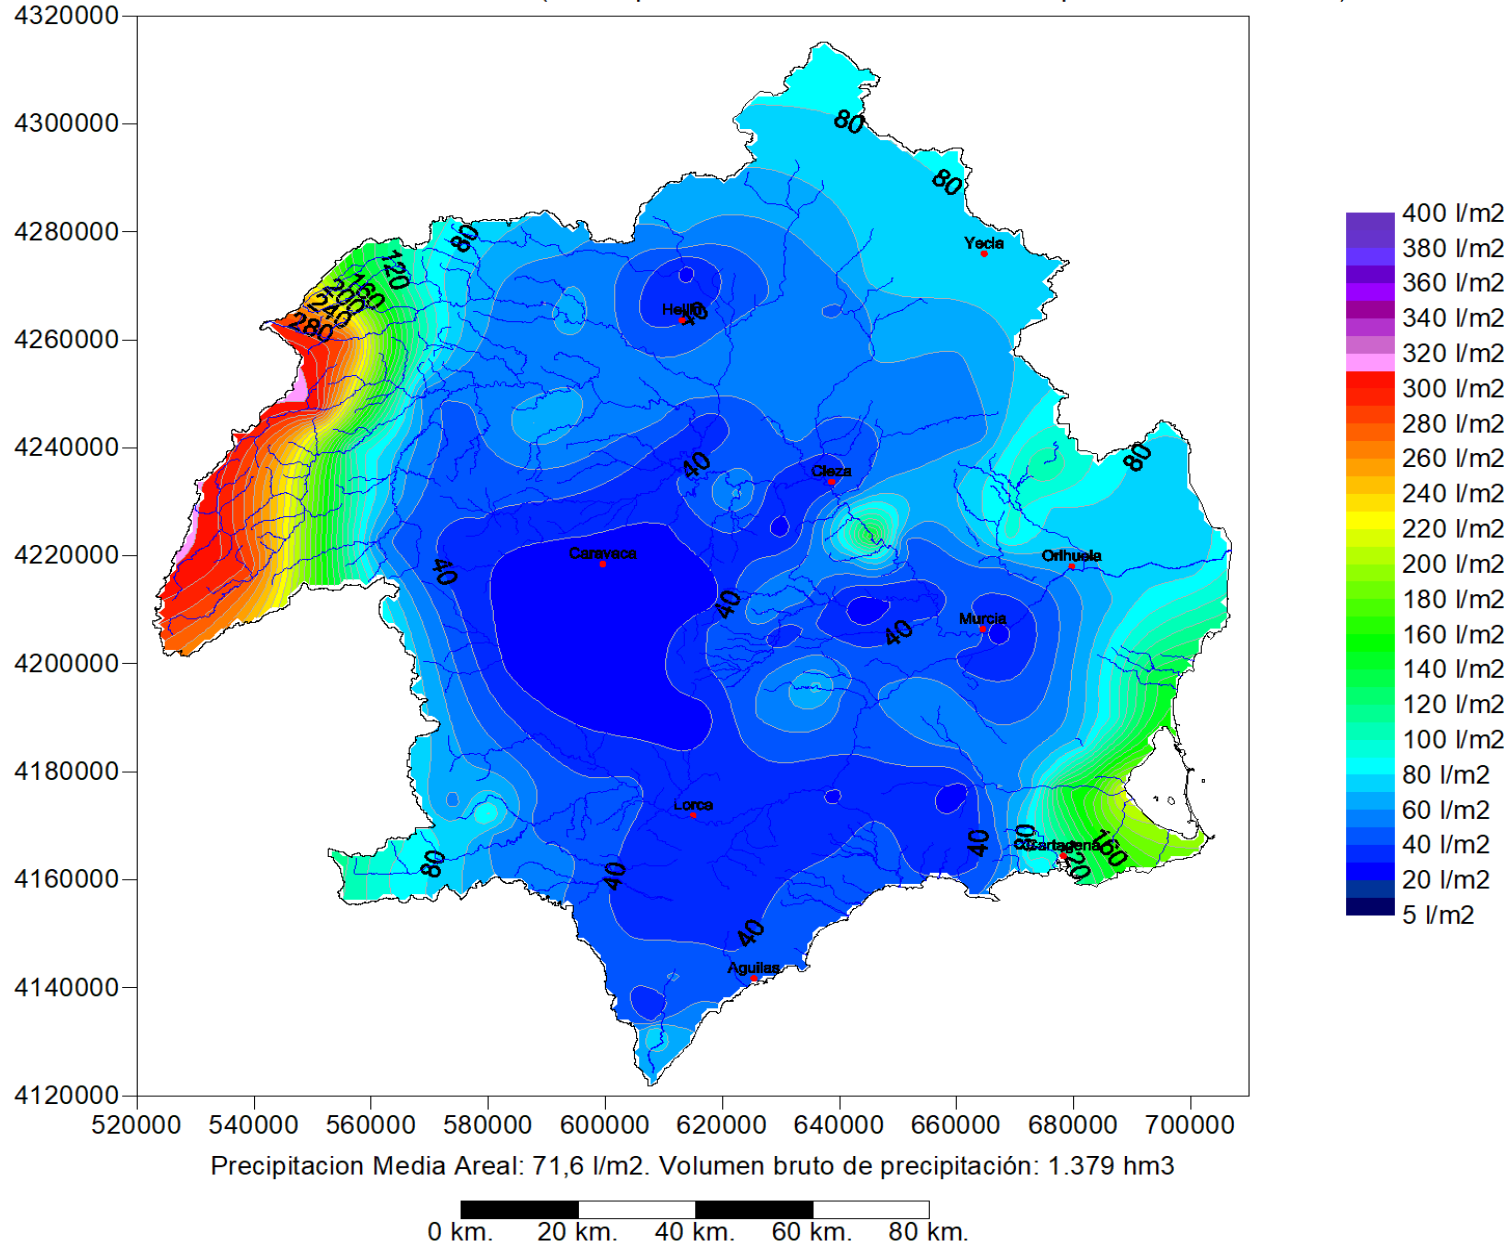 4320000
4300000
4280000
4260000
4240000
4220000
4200000
4180000
4160000
4140000
4120000
520000 540000 560000 580000 600000 620000 640000 660000 680000 700000
80
80
Yecla
80
120
160
200
240
280
Hellin
40
80
40
Cieza
Caravaca
40
Orihuela
40
Murcia
40
Lorca
80
40
40
80
Cartagena
160
120
40
Aguilas
400 l/m2
380 l/m2
360 l/m2
340 l/m2
320 l/m2
300 l/m2
280 l/m2
260 l/m2
240 l/m2
220 l/m2
200 l/m2
180 l/m2
160 l/m2
140 l/m2
120 l/m2
100 l/m2
80 l/m2
60 l/m2
40 l/m2
20 l/m2
5 l/m2
Precipitacion Media Areal: 71,6 l/m2. Volumen bruto de precipitación: 1.379 hm3
0 km. 20 km. 40 km. 60 km. 80 km.